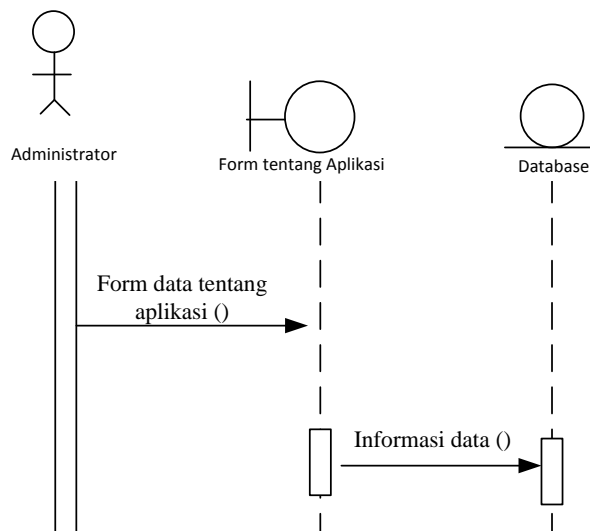 Administrator
Form tentang Aplikasi
Database
Form data tentang
aplikasi ()
Informasi data ()